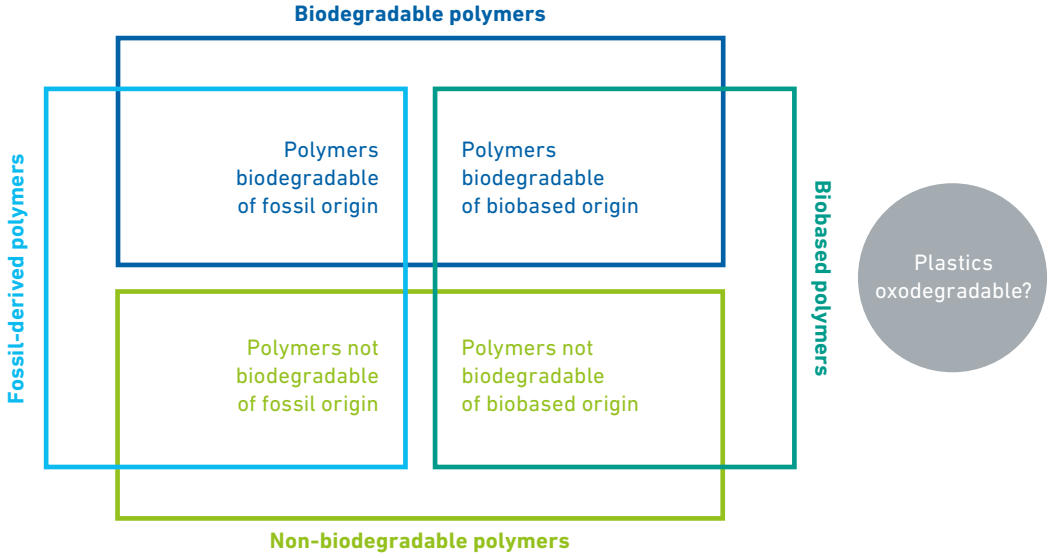 Biodegradable polymers
Fossil-derived polymers
Polymers
biodegradable
of fossil origin
Polymers
biodegradable
of biobased origin
Polymers not
biodegradable
of fossil origin
Polymers not
biodegradable
of biobased origin
Biobased polymers
Plastics
oxodegradable?
Non-biodegradable polymers